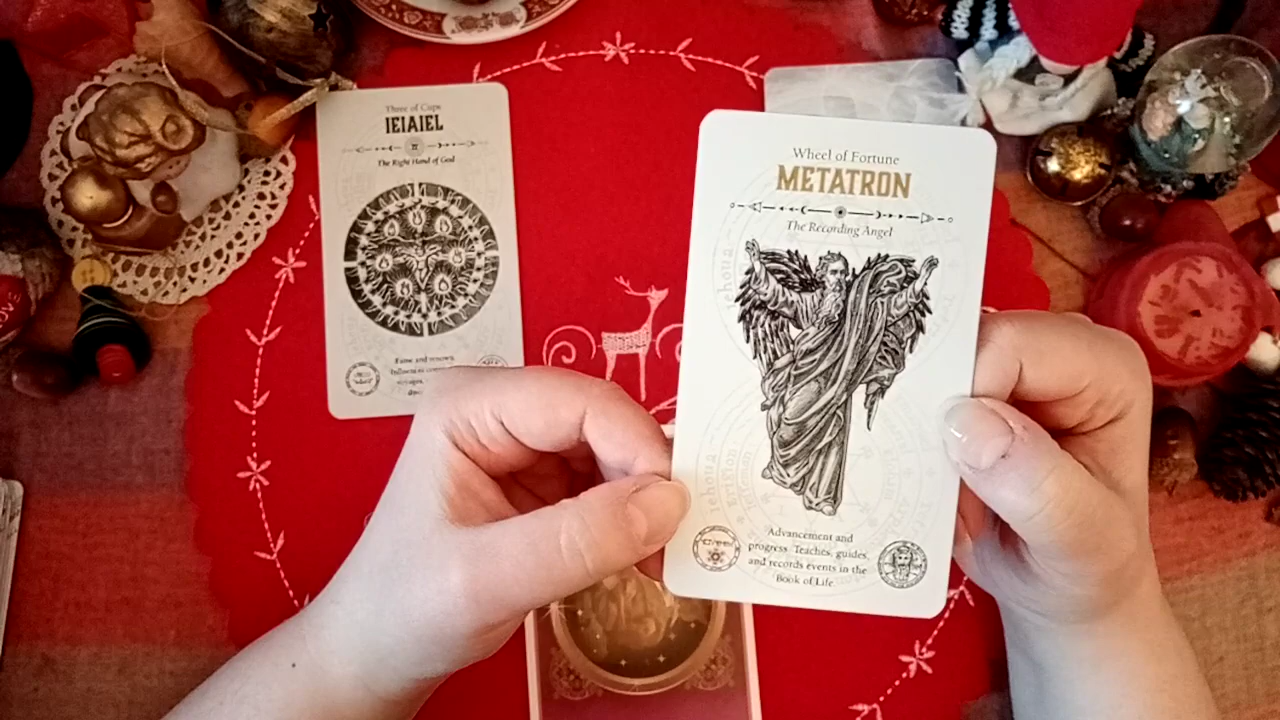 Three of Cups
IEIAIEL
The Right Hand of God
Fame and renown.
Wheel of Fortune
METATRON
The Recording Angel
Advancement and
progress. Teaches, guides,
and records events in the
Book of Life.